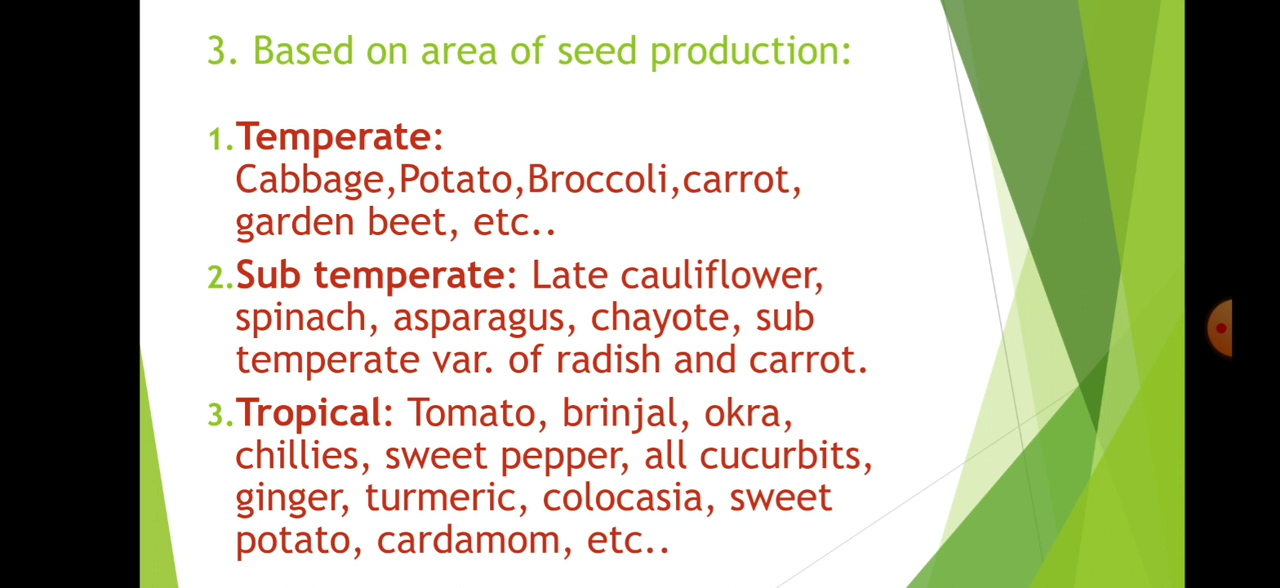 3. Based on area of seed production:
1.Temperate:
Cabbage,Potato,Broccoli,carrot,
garden beet, etc..
2.Sub temperate: Late cauliflower,
spinach, asparagus, chayote, sub
temperate var. of radish and carrot.
3.Tropical: Tomato, brinjal, okra,
chillies, sweet pepper, all cucurbits,
ginger, turmeric, colocasia, sweet
potato, cardamom, etc..